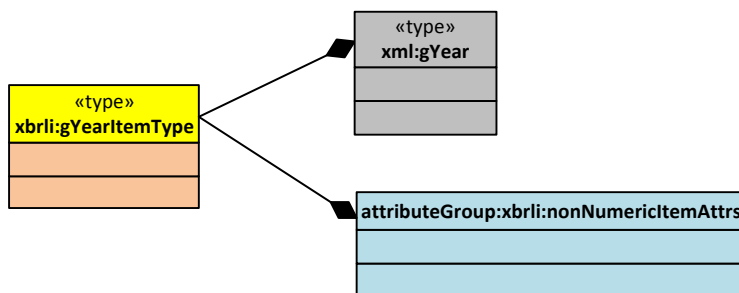 «type»
xml:gYear
«type»
xbrli:gYearItemType
attributeGroup:xbrli:nonNumericItemAttrs